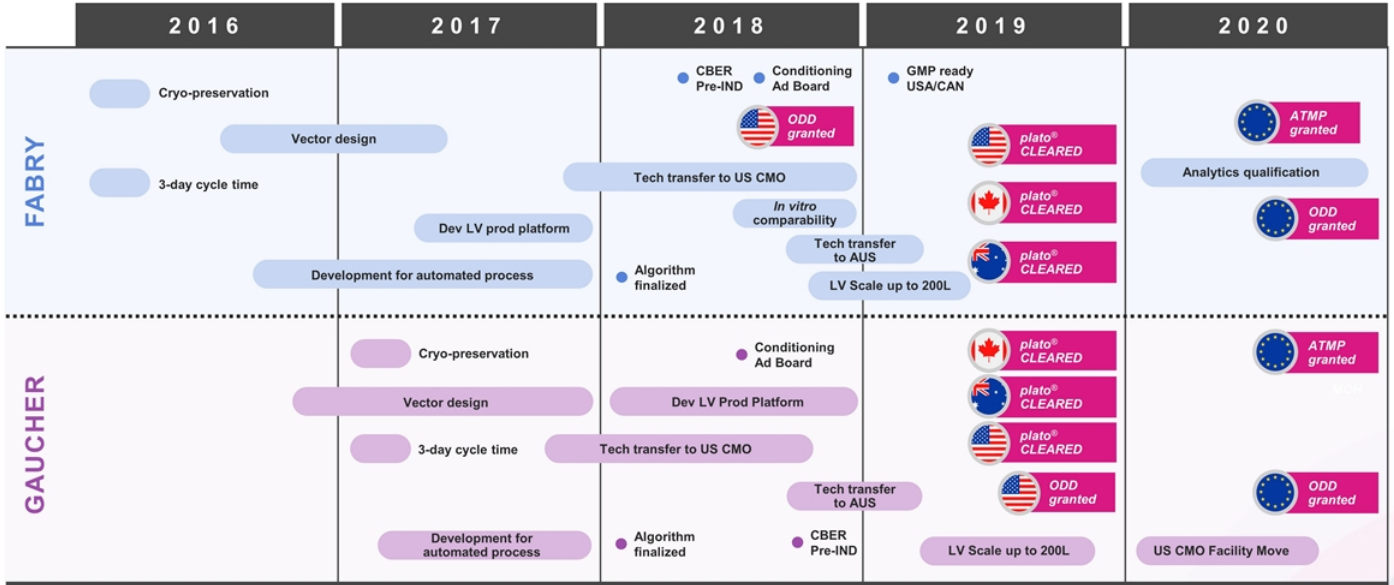 2016
2017
2018
2019
2020
FABRY
Cryo-preservation
Vector design
3-day cycle time
Dev LV prod platform
Development for automated process
CBER
Pre-IND
Conditioning
Ad Board
ODD
granted
Tech transfer to US CMO
In vitro
comparability
Tech transfer
to AUS
Algorithm
finalized
LV Scale up to 200L
GMP ready
USA/CAN
plato®
CLEARED
plato®
CLEARED
plato®
CLEARED
ATMP
granted
Analytics qualification
ODD
granted
GAUCHER
Cryo-preservation
Vector design
3-day cycle time
Tech transfer to US CMO
Development for
automated process
Conditioning
Ad Board
Dev LV Prod Platform
Tech transfer
to AUS
Algorithm
finalized
CBER
Pre-IND
plato®
CLEARED
plato®
CLEARED
plato®
CLEARED
ODD
granted
LV Scale up to 200L
ATMP
granted
ODD
granted
US CMO Facility Move